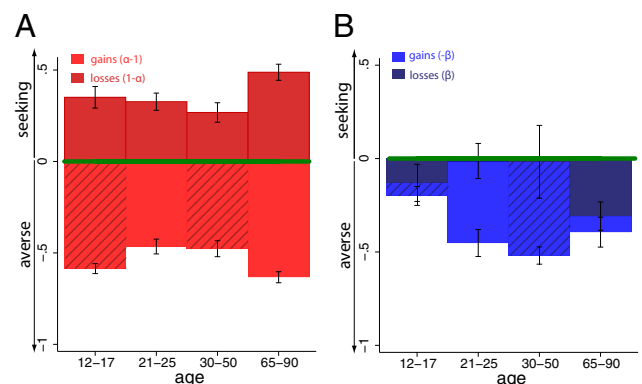 A
B
gains (α-1)
losses (1-α)
gains (-β)
losses (β)
seeking
averse
.5
0
-.5
-1
12–17
21–25
30–50
65–90
age
seeking
averse
.5
0
-.5
-1
12–17
21–25
30–50
65–90
age